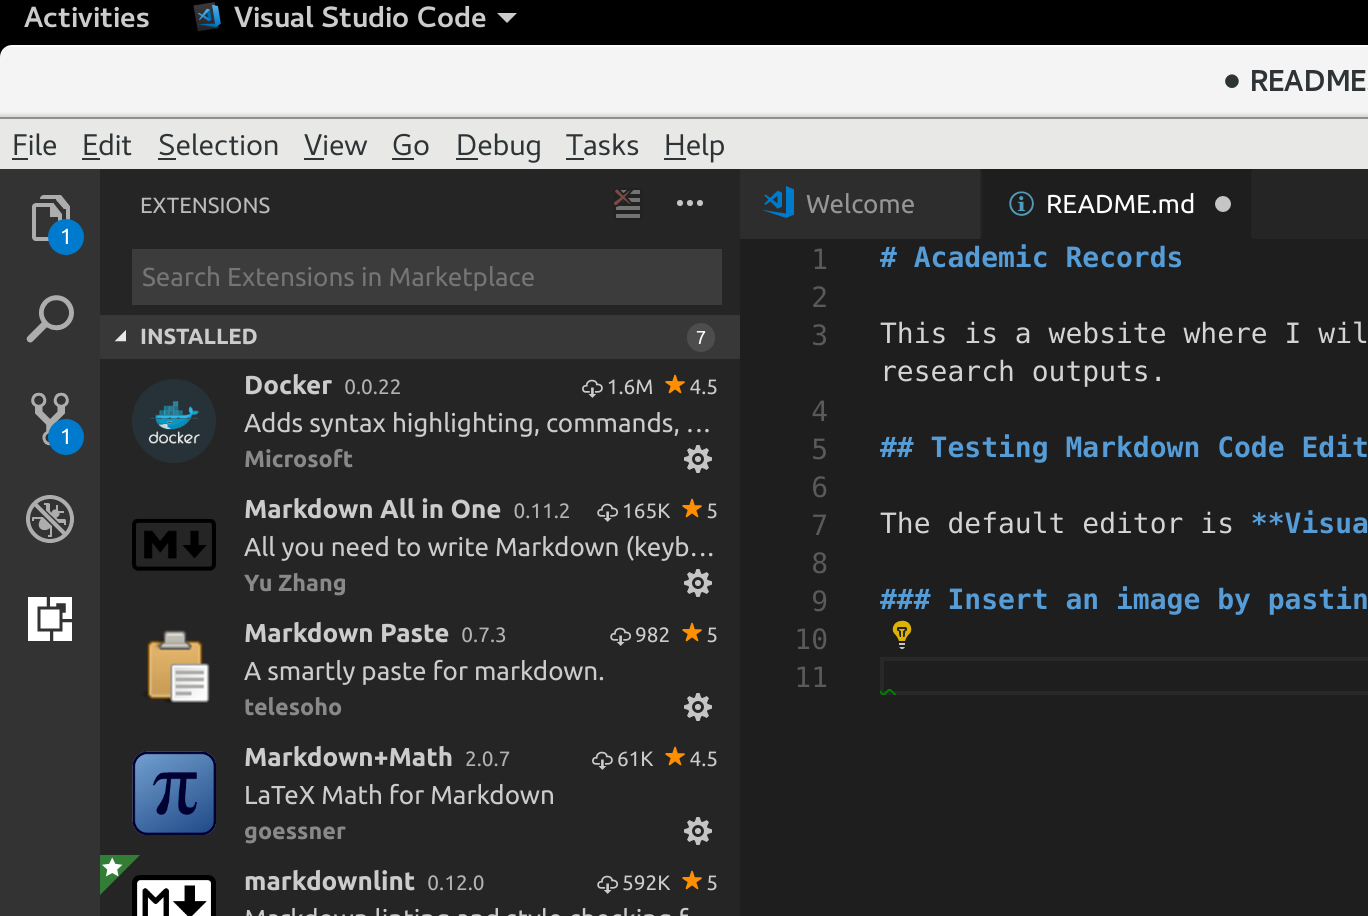 Activities Visual Studio Code
● README
File Edit Selection View Go Debug Tasks Help
EXTENSIONS
Search Extensions in Marketplace
INSTALLED 7
1
1
docker
Docker 0.0.22 1.6M 4.5
Adds syntax highlighting, commands, ...
Microsoft
Markdown All in One 0.11.2 165K 5
All you need to write Markdown (keyb...
Yu Zhang
Markdown Paste 0.7.3 982 5
A smartly paste for markdown.
telesoho
π
Markdown+Math 2.0.7 61K 4.5
LaTeX Math for Markdown
goessner
M
markdownlint 0.12.0 592K 5
Markdown linting and style checking f...
Welcome README.md
1 # Academic Records
2
3 This is a website where I wil
research outputs.
4
5 ## Testing Markdown Code Edit
6
7 The default editor is **Visua
8
9 ### Insert an image by pastin
10
11